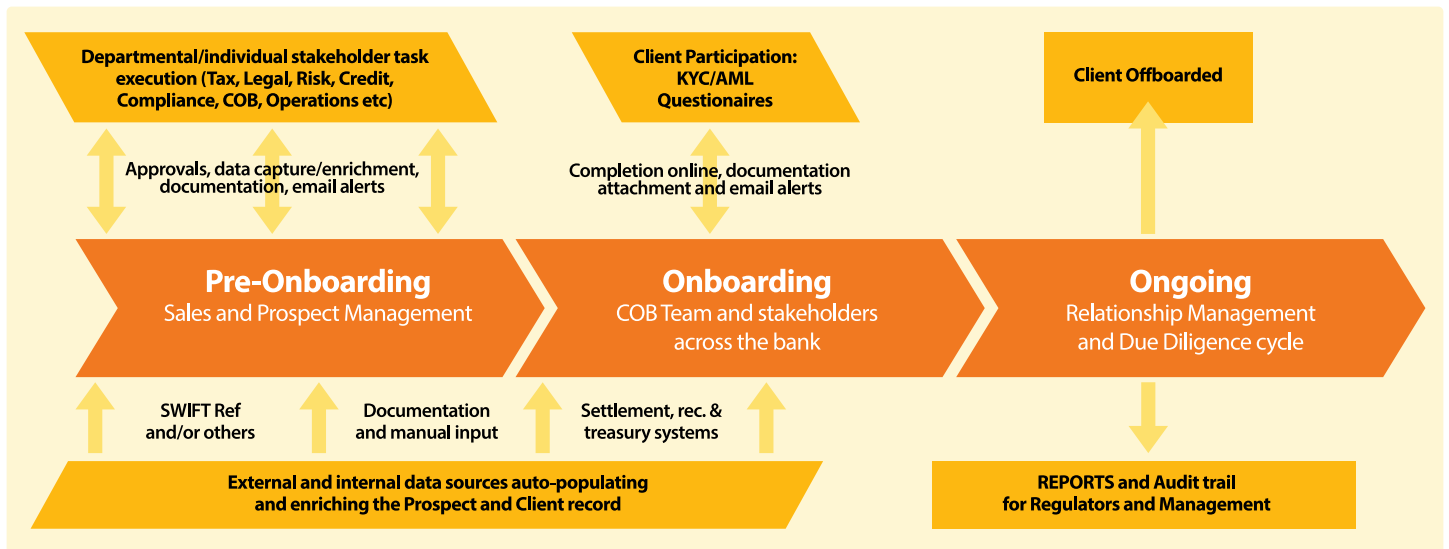 Departmental/individual stakeholder task
execution (Tax, Legal, Risk, Credit,
Compliance, COB, Operations etc)
Client Participation:
KYC/AML
Questionaires
Client Offboarded
Approvals, data capture/enrichment,
documentation, email alerts
Completion online, documentation
attachment and email alerts
Pre-Onboarding
Sales and Prospect Management
Onboarding
COB Team and stakeholders
across the bank
Ongoing
Relationship Management
and Due Diligence cycle
SWIFT Ref
and/or others
Documentation
and manual input
Settlement, rec. &
treasury systems
External and internal data sources auto-populating
and enriching the Prospect and Client record
REPORTS and Audit trail
for Regulators and Management